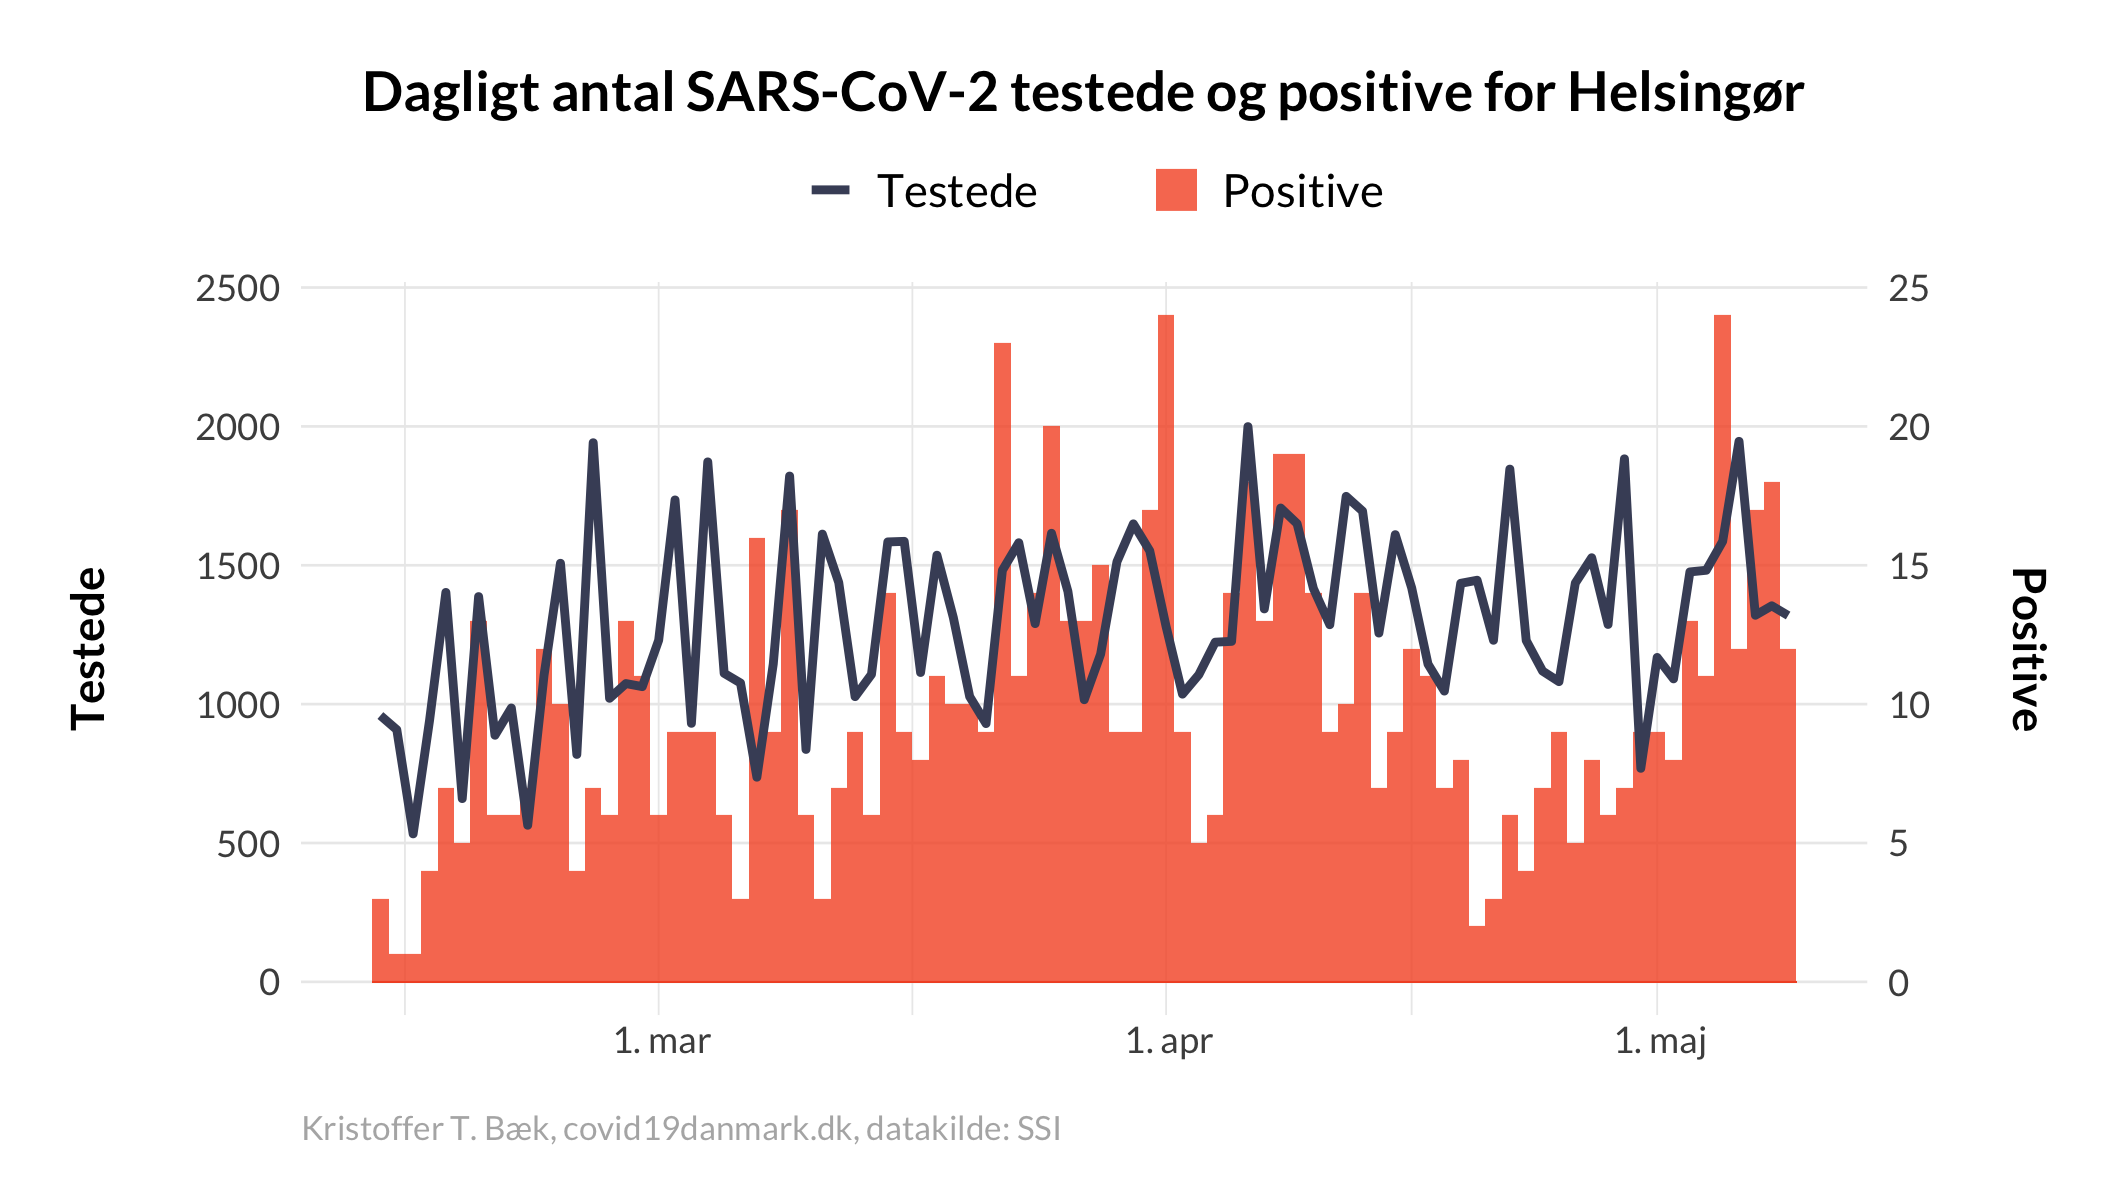 Dagligt antal SARS-CoV-2 testede og positive for Helsingør
Testede
Positive
2500
2000
1500
1000
500
0
Testede
25
20
15
10
5
0
Positive
1. mar
1. apr
1. maj
Kristoffer T. Bæk, covid19danmark.dk, datakilde: SSI